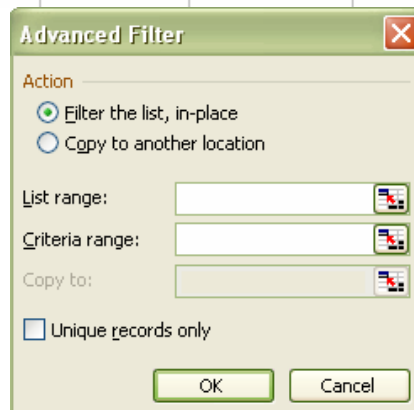 Advanced Filter
Action
Filter the list, in-place
Copy to another location
List range:
Criteria range:
Copy to:
Unique records only
OK Cancel